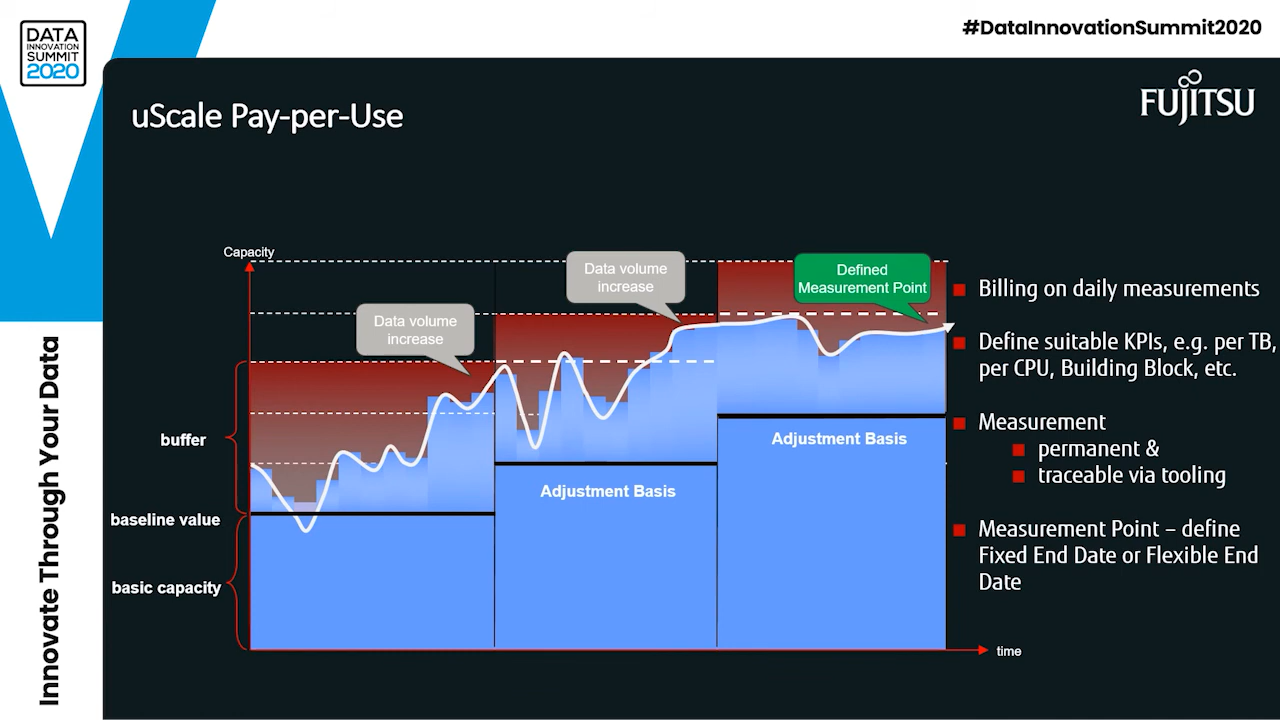 DATA
INNOVATION
SUMMIT
2020
#DataInnovationSummit2020
FUJITSU
uScale Pay-per-Use
Capacity
Data volume
increase
Data volume
increase
Defined
Measurement Point
buffer
baseline value
basic capacity
Adjustment Basis
Adjustment Basis
time
Billing on daily measurements
Define suitable KPIs, e.g. per TB,
per CPU, Building Block, etc.
Measurement
permanent &
traceable via tooling
Measurement Point – define
Fixed End Date or Flexible End
Date
Innovate Through Your Data